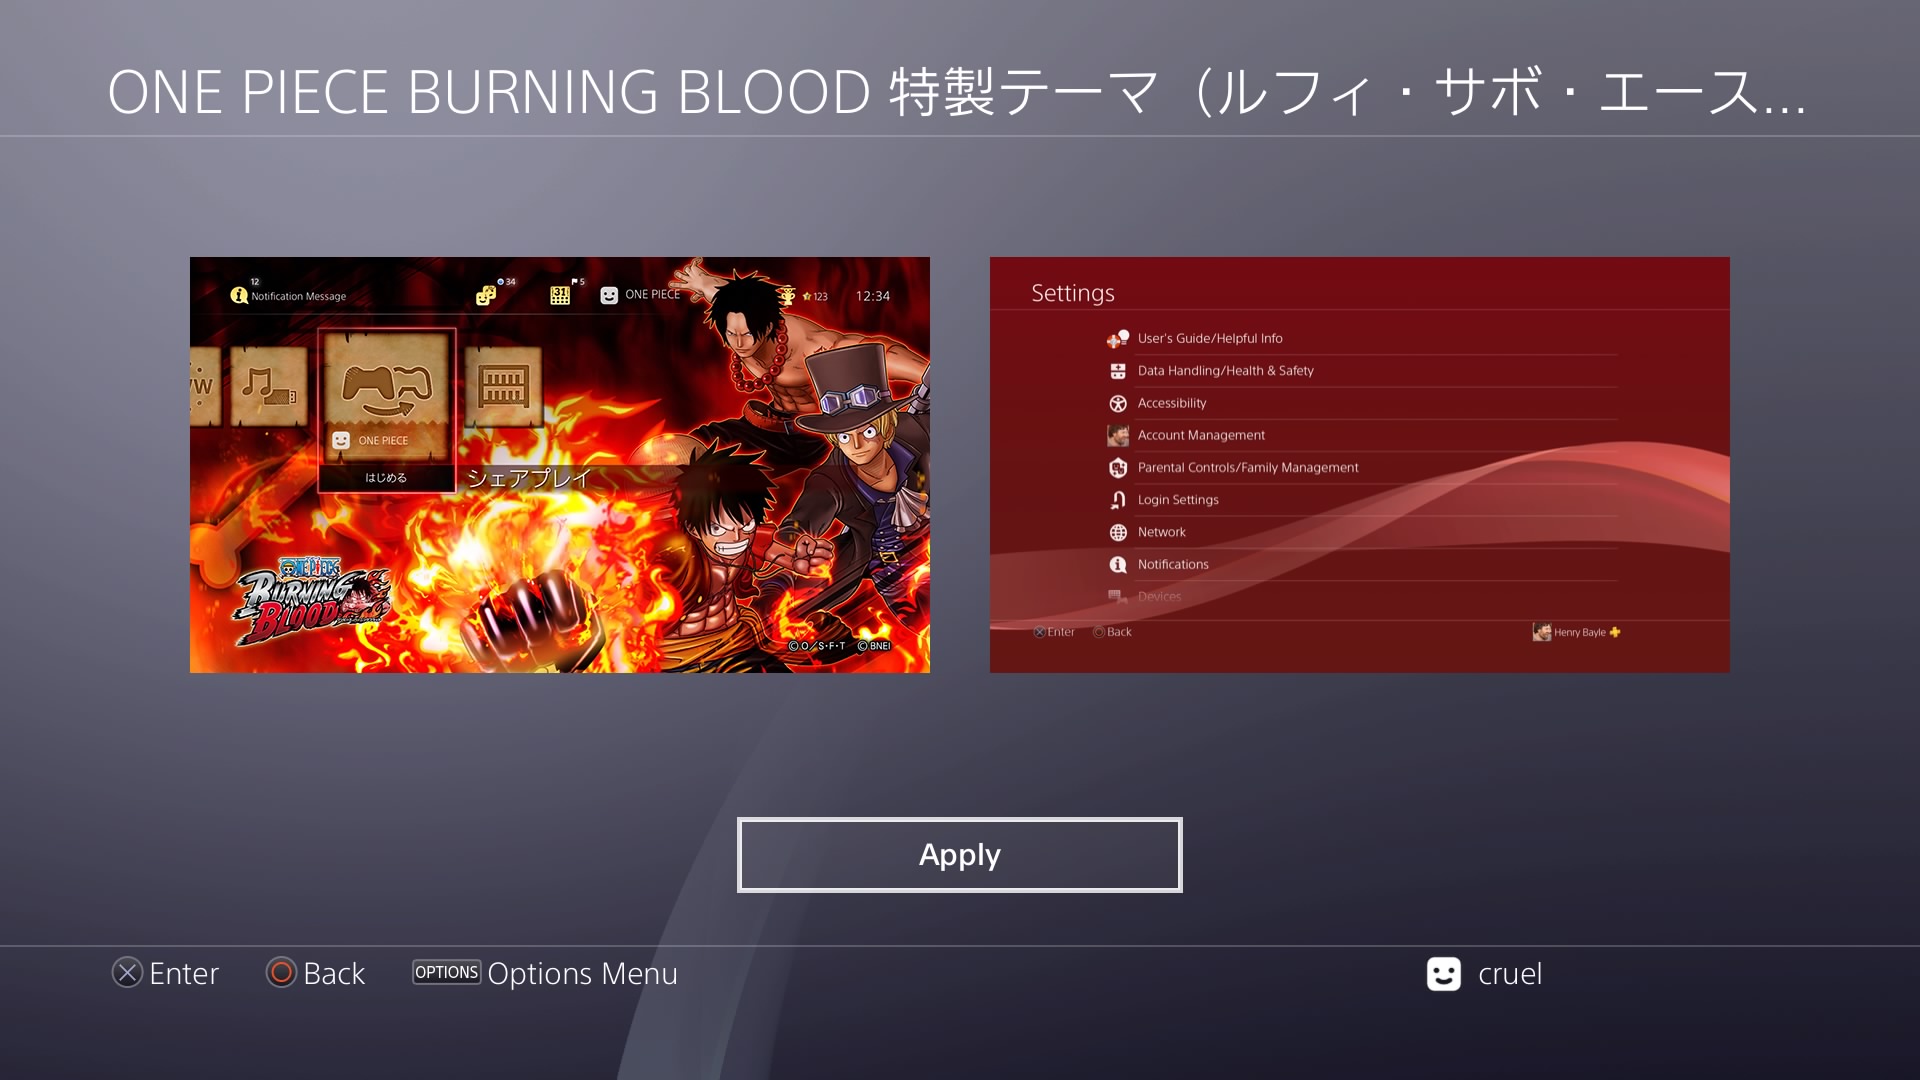 ONE PIECE BURNING BLOOD 特製テーマ（ルフィ・サボ・エース...
12
Notification Message
34
31
5
ONE PIECE
123
12:34
W
ONE PIECE
はじめる
シェアプレイ
ONE PIECE
BURNING
BLOOD
©O／S・F・T ©BNEI
Settings
User's Guide/Helpful Info
Data Handling/Health & Safety
Accessibility
Account Management
Parental Controls/Family Management
Login Settings
Network
Notifications
Devices
Enter
Back
Henry Bayle
Apply
Enter
Back
OPTIONS Options Menu
cruel